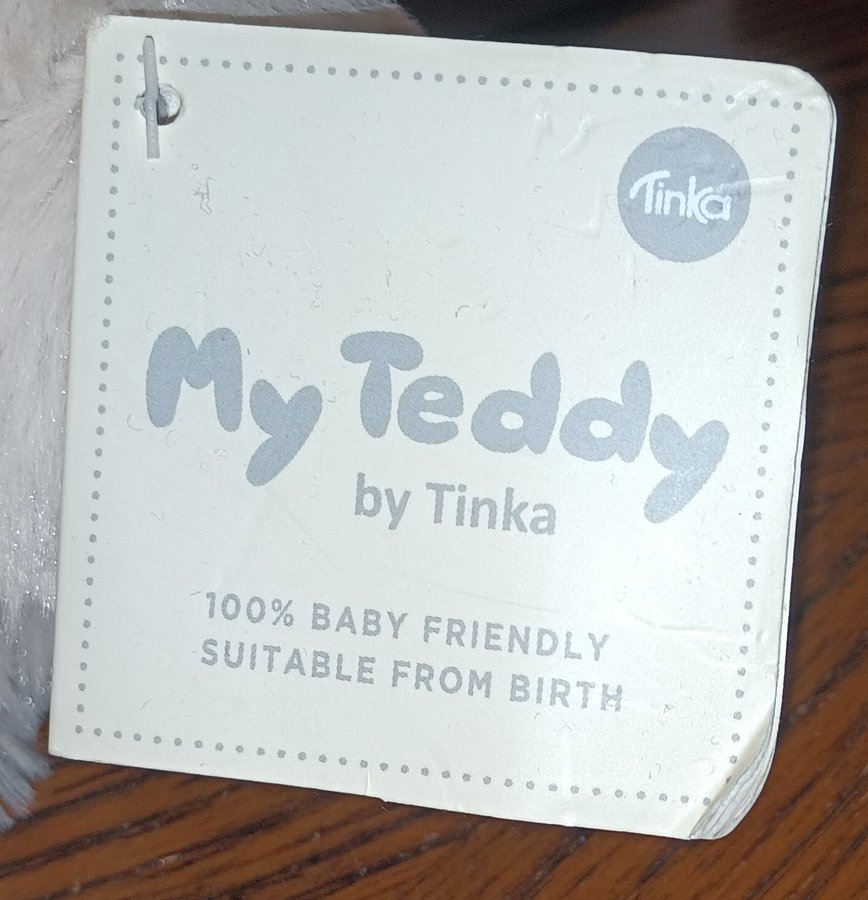 Tinka
My Teddy
by Tinka
100% BABY FRIENDLY
SUITABLE FROM BIRTH